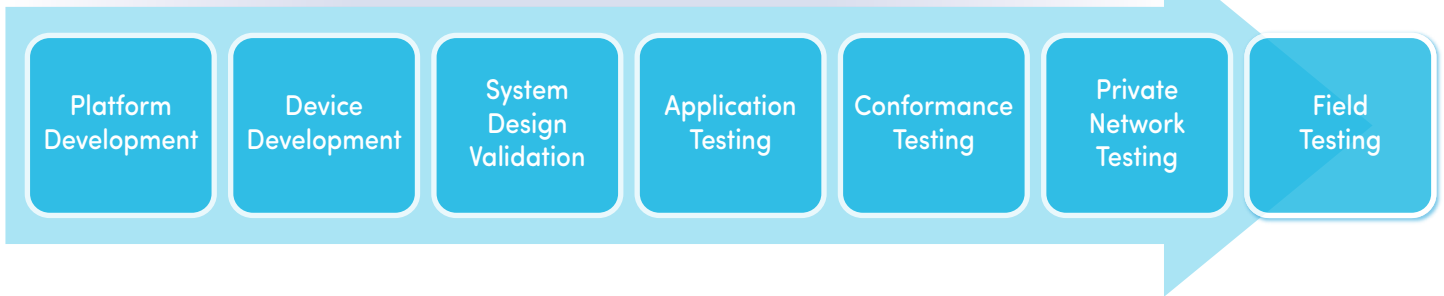 Platform
Development
Device
Development
System
Design
Validation
Application
Testing
Conformance
Testing
Private
Network
Testing
Field
Testing